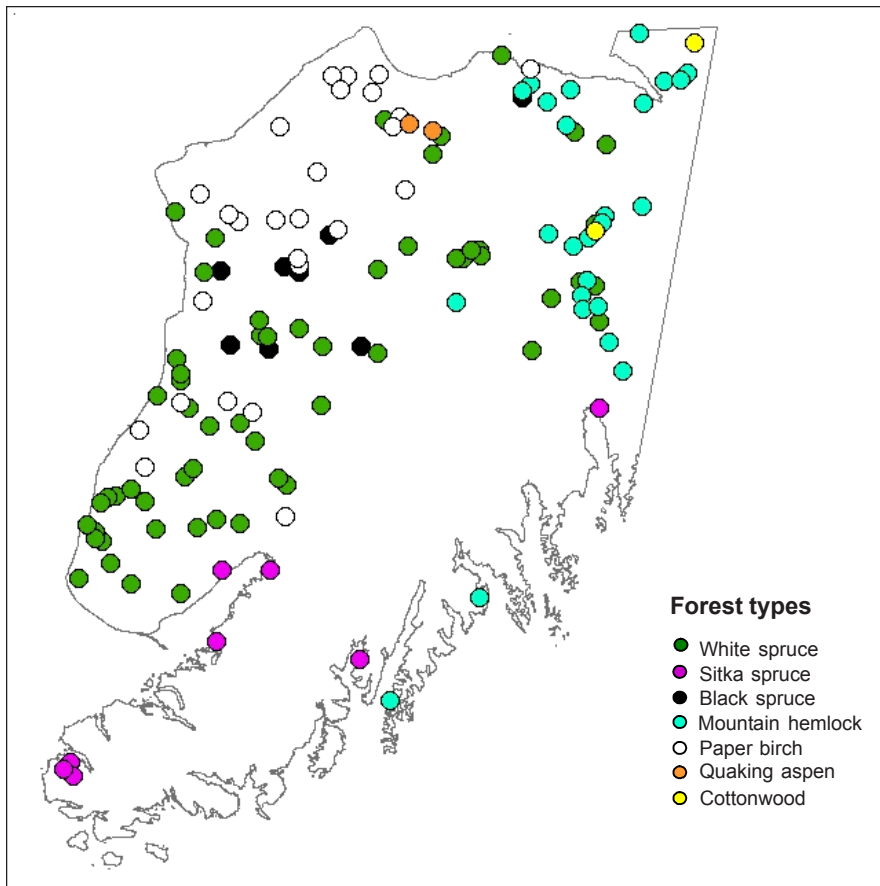 Forest types
White spruce
Sitka spruce
Black spruce
Mountain hemlock
Paper birch
Quaking aspen
Cottonwood